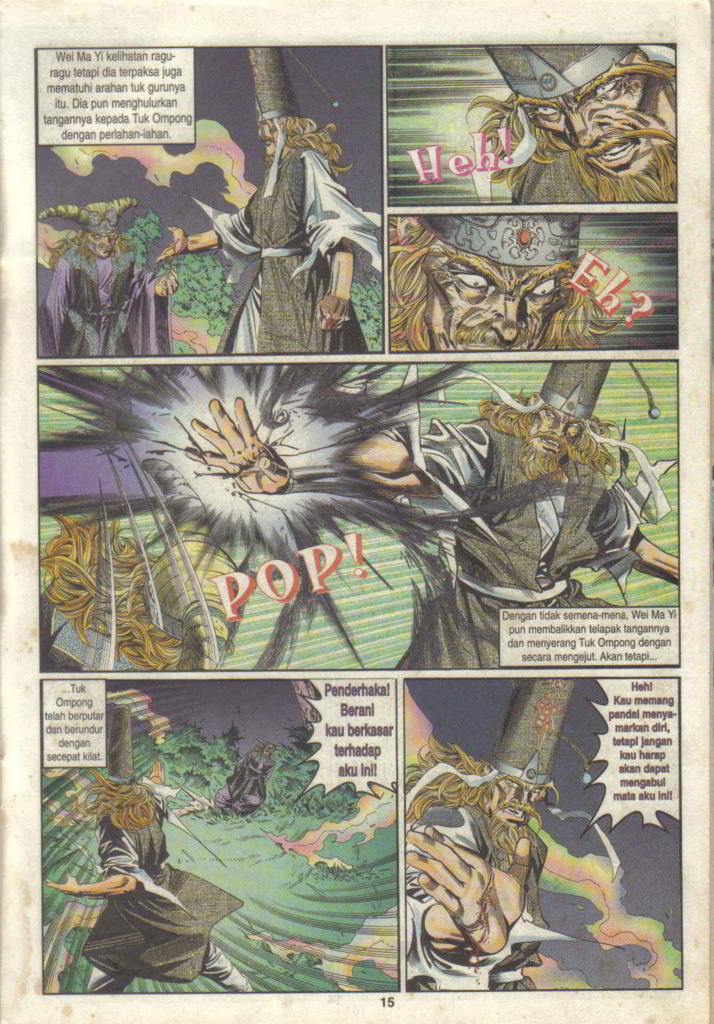 Wei Ma Yi kelihatan ragu-
ragu tetapi dia terpaksa juga
mematuhi arahan tuk gurunya
itu. Dia pun menghulurkan
tangannya kepada Tuk Ompong
dengan perlahan-lahan.
Heh!
Eh?
POP!
Dengan tidak semena-mena, Wei Ma Yi
pun membalikkan telapak tangannya
dan menyerang Tuk Ompong dengan
secara mengejut. Akan tetapi...
...Tuk
Ompong
telah berputar
dan berundur
dengan
secepat kilat.
Penderhaka!
Berani
kau berkasar
terhadap
aku ini!
Heh!
Kau memang
pandai menya-
markan diri,
tetapi jangan
kau harap
akan dapat
mengabui
mata aku ini!
15